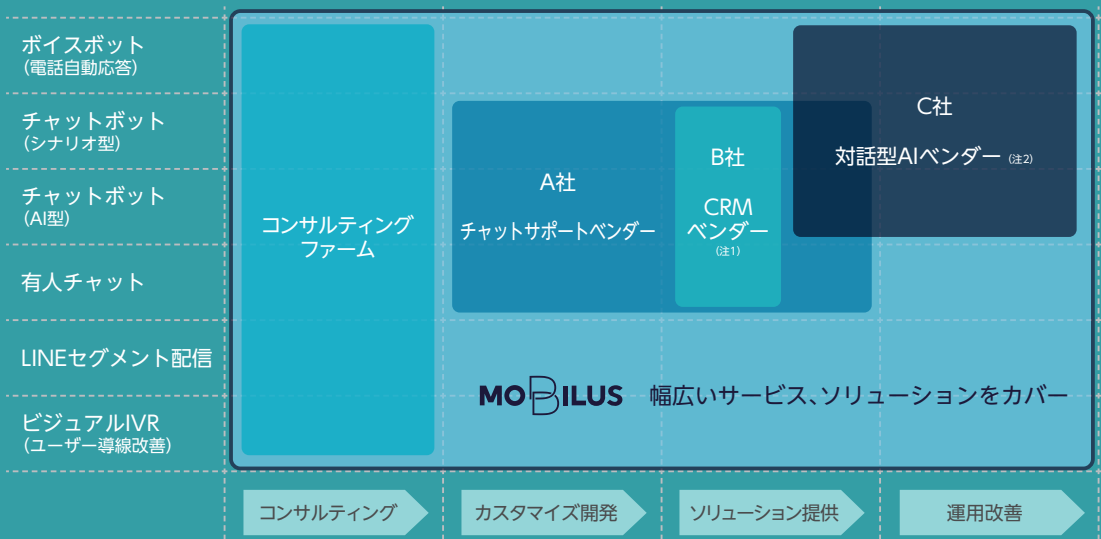 ボイスボット
(電話自動応答)
チャットボット
(シナリオ型)
チャットボット
(AI型)
有人チャット
LINEセグメント配信
ビジュアルIVR
(ユーザー導線改善)
コンサルティング
ファーム
A社
チャットサポートベンダー
B社
CRM
ベンダー
(注1)
C社
対話型AIベンダー (注2)
MOBILUS 幅広いサービス、ソリューションをカバー
コンサルティング
カスタマイズ開発
ソリューション提供
運用改善